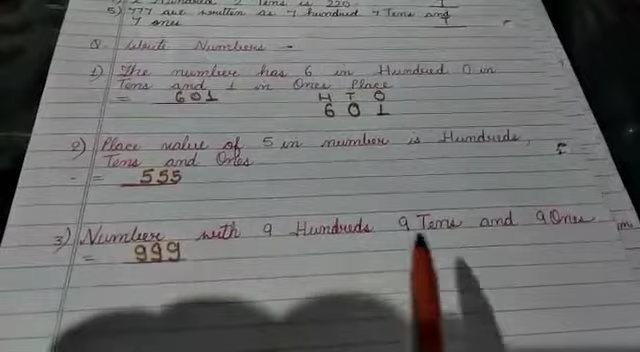 2 Tens is 220.
5) 777 are written as 7 hundred 7 Tens and
7 ones
Q. Write Numbers -
1) The number has 6 in Hundred 0 in
Tens and 1 in Ones Place
= 601
H T O
6 0 1
2) Place value of 5 in number is Hundreds,
Tens and Ones
= 555
3) Number with 9 Hundreds 9 Tens and 9 Ones
= 999